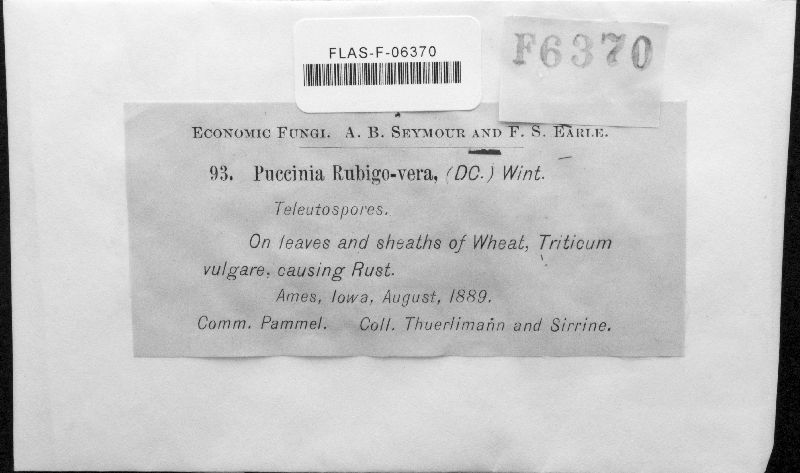 FLAS-F-06370
F6370
Economic Fungi. A. B. Seymour and F. S. Earle.
93. Puccinia Rubigo-vera, (DC.) Wint.
Teleutospores.
On leaves and sheaths of Wheat, Triticum
vulgare, causing Rust.
Ames, Iowa, August, 1889.
Comm. Pammel. Coll. Thuerlimann and Sirrine.